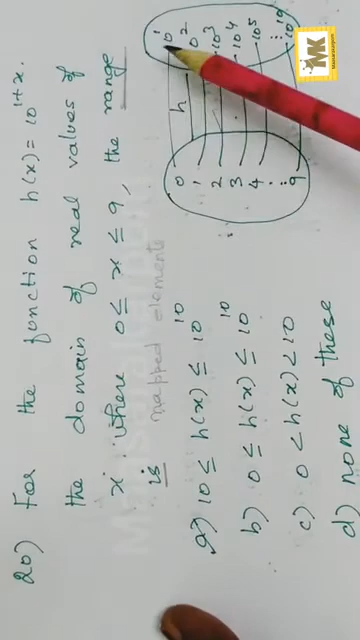 20) For the function h(x) = 10^{1+x}.
the domain of real values of
x where 0 ≤ x ≤ 9, the range
is mapped elements
a) 10 ≤ h(x) ≤ 10^{10}
b) 0 ≤ h(x) ≤ 10^{10}
c) 0 < h(x) < 10
d) none of these
h
0 10^1
1 10^2
2 10^3
3 10^4
4 10^5
⋮ ⋮
9 10^{10}
MK